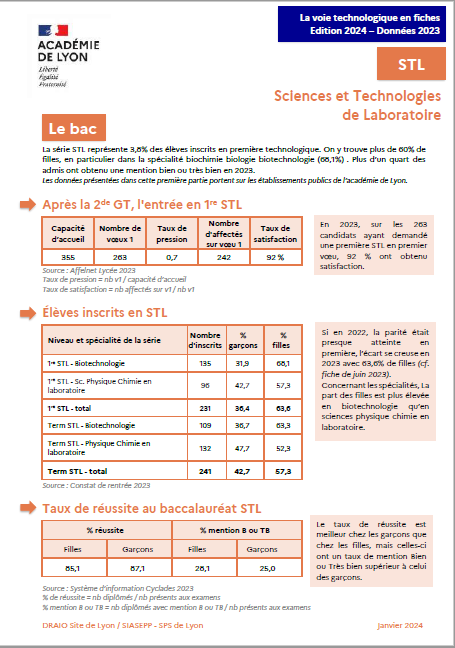 La voie technologique en fiches
Edition 2024 – Données 2023
ACADÉMIE
DE LYON
Liberté
Égalité
Fraternité
STL
Sciences et Technologies
de Laboratoire
Le bac
La série STL représente 3,8% des élèves inscrits en première technologique. On y trouve plus de 60% de
filles, en particulier dans la spécialité biochimie biologie biotechnologie (68,1%) . Plus d'un quart des
admis ont obtenu une mention bien ou très bien en 2023.
Les données présentées dans cette première partie portent sur les établissements publics de l'académie de Lyon.
Après la 2de GT, l'entrée en 1re STL
Capacité d'accueil | Nombre de vœux 1 | Taux de pression | Nombre d'affectés sur vœu 1 | Taux de satisfaction
355 | 263 | 0,7 | 242 | 92 %
Source : Affelnet Lycée 2023
Taux de pression = nb v1 / capacité d'accueil
Taux de satisfaction = nb affectés sur v1 / nb v1
En 2023, sur les 263
candidats ayant demandé
une première STL en premier
vœu, 92 % ont obtenu
satisfaction.
Élèves inscrits en STL
Niveau et spécialité de la série | Nombre d'inscrits | % garçons | % filles
1re STL - Biotechnologie | 135 | 31,9 | 68,1
1re STL - Sc. Physique Chimie en laboratoire | 96 | 42,7 | 57,3
1re STL - total | 231 | 36,4 | 63,6
Term STL - Biotechnologie | 109 | 36,7 | 63,3
Term STL - Physique Chimie en laboratoire | 132 | 47,7 | 52,3
Term STL - total | 241 | 42,7 | 57,3
Source : Constat de rentrée 2023
Si en 2022, la parité était
presque atteinte en
première, l'écart se creuse en
2023 avec 63,6% de filles (cf.
fiche de juin 2023).
Concernant les spécialités, La
part des filles est plus élevée
en biotechnologie qu'en
sciences physique chimie en
laboratoire.
Taux de réussite au baccalauréat STL
% réussite | % mention B ou TB
Filles | Garçons | Filles | Garçons
85,1 | 87,1 | 28,1 | 25,0
Source : Système d'information Cyclades 2023
% de réussite = nb diplômés / nb présents aux examens
% mention B ou TB = nb diplômés avec mention B ou TB / nb présents aux examens
Le taux de réussite est
meilleur chez les garçons que
chez les filles, mais celles-ci
ont un taux de mention Bien
ou Très bien supérieur à celui
des garçons.
DRAIO Site de Lyon / SIASEPP - SPS de Lyon
Janvier 2024